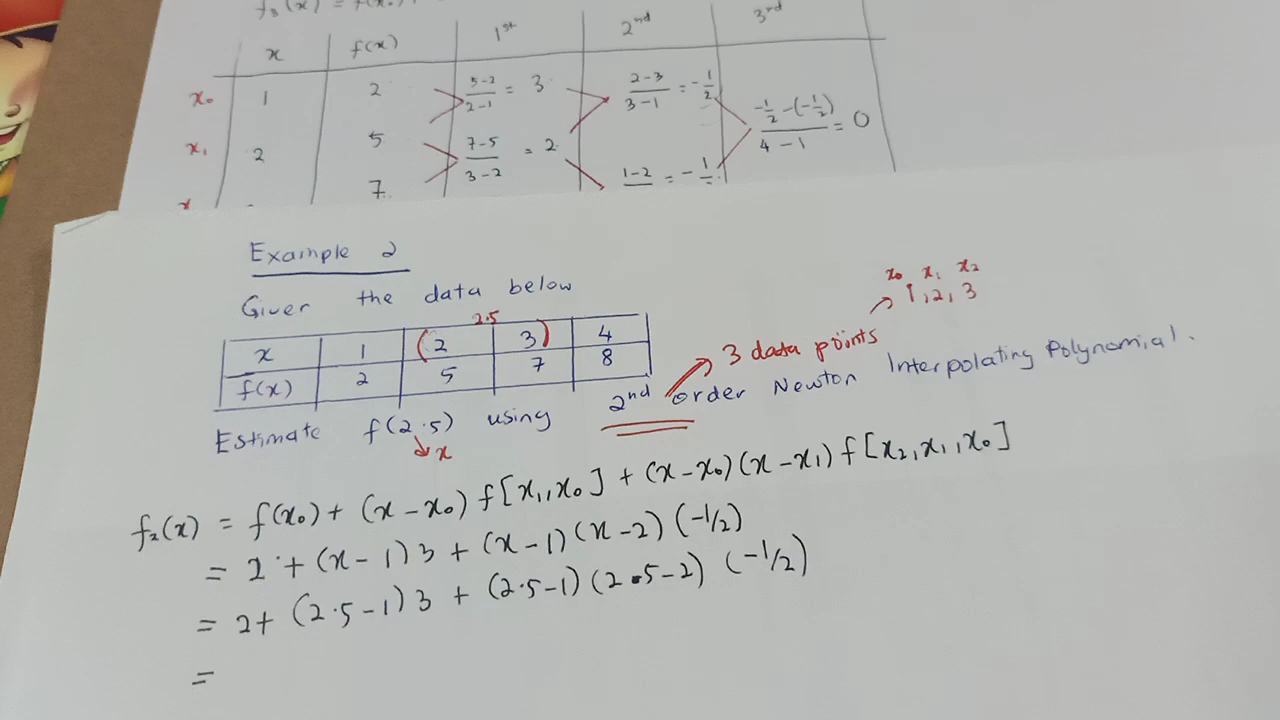 f₃(x) = f(x₀)
x f(x) 1st 2nd 3rd
x₀ 1 2 5-2/2-1 = 3 2-3/3-1 = -1/2 -1/2-(-1/2)/4-1 = 0
x₁ 2 5 7-5/3-2 = 2 1-2 = -1
7
Example 2
Given the data below
2.5
x 1 (2 3) 4
f(x) 2 5 7 8
x₀ x₁ x₂
1, 2, 3
3 data points
Estimate f(2.5) using 2nd order Newton Interpolating Polynomial.
x
f₂(x) = f(x₀) + (x-x₀) f[x₁,x₀] + (x-x₀)(x-x₁) f[x₂,x₁,x₀]
= 2 + (x-1)3 + (x-1)(x-2)(-1/2)
= 2+ (2.5-1)3 + (2.5-1)(2.5-2) (-1/2)
=